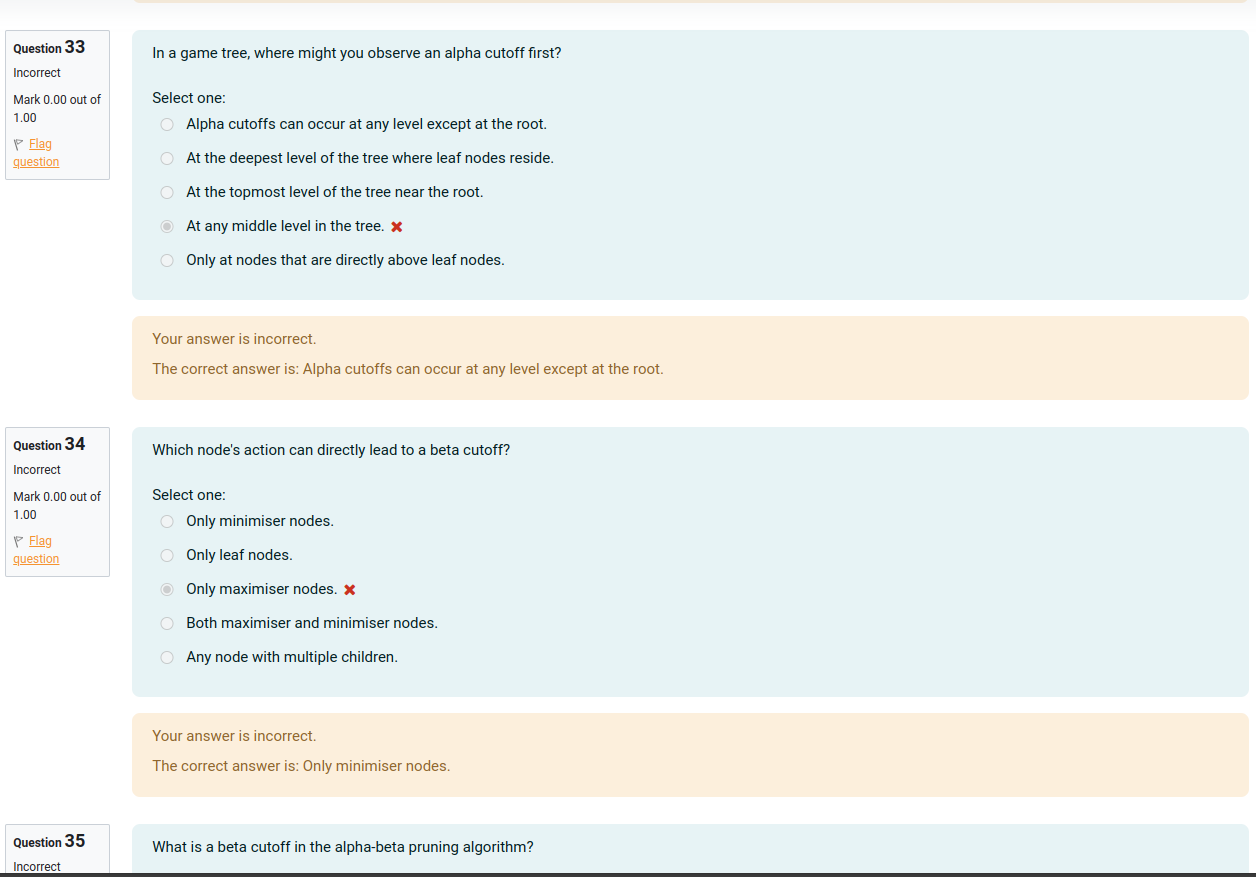 Question 33
Incorrect
Mark 0.00 out of
1.00
Flag
question
In a game tree, where might you observe an alpha cutoff first?
Select one:
Alpha cutoffs can occur at any level except at the root.
At the deepest level of the tree where leaf nodes reside.
At the topmost level of the tree near the root.
At any middle level in the tree.
Only at nodes that are directly above leaf nodes.
Your answer is incorrect.
The correct answer is: Alpha cutoffs can occur at any level except at the root.
Question 34
Incorrect
Mark 0.00 out of
1.00
Flag
question
Which node's action can directly lead to a beta cutoff?
Select one:
Only minimiser nodes.
Only leaf nodes.
Only maximiser nodes.
Both maximiser and minimiser nodes.
Any node with multiple children.
Your answer is incorrect.
The correct answer is: Only minimiser nodes.
Question 35
Incorrect
What is a beta cutoff in the alpha-beta pruning algorithm?